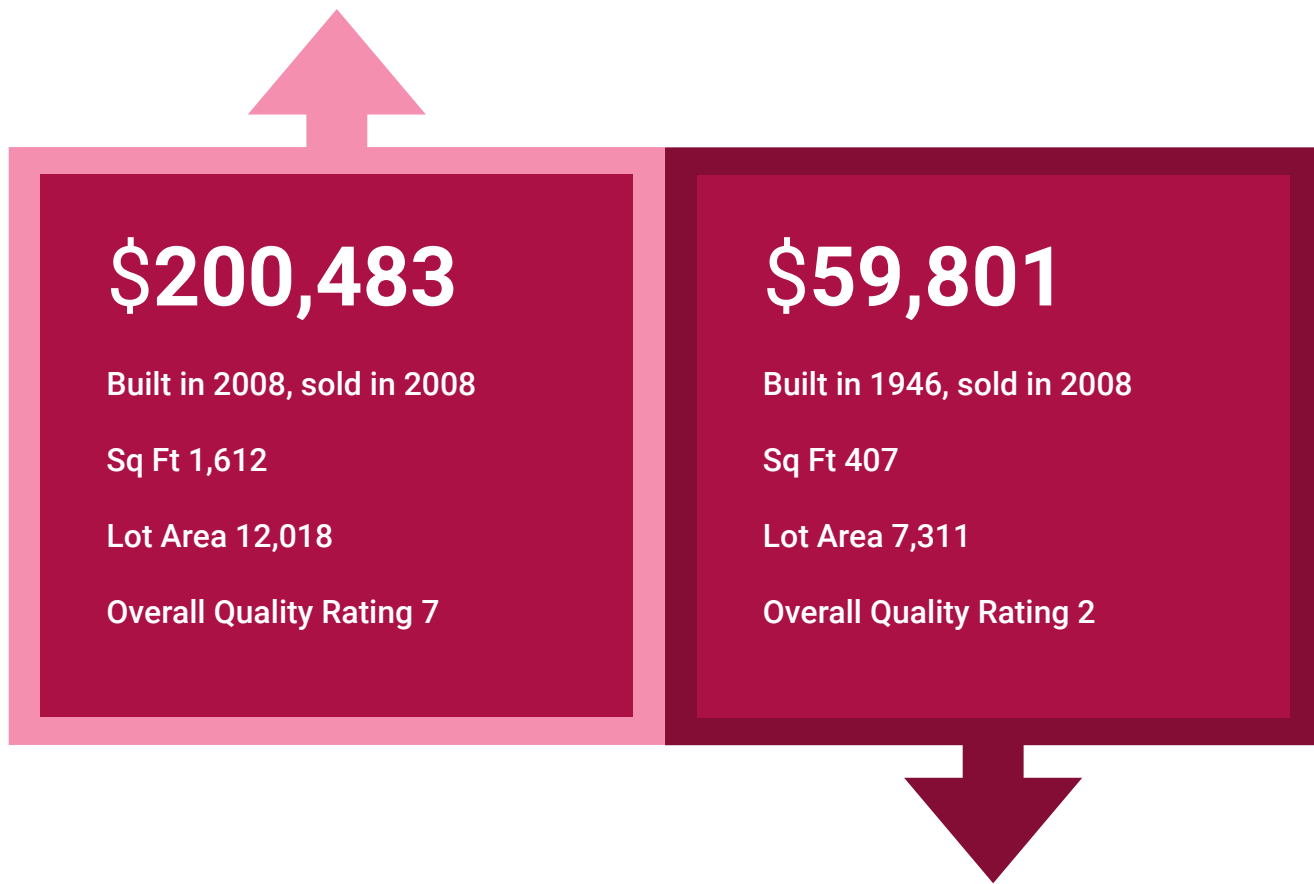 $200,483
Built in 2008, sold in 2008
Sq Ft 1,612
Lot Area 12,018
Overall Quality Rating 7
$59,801
Built in 1946, sold in 2008
Sq Ft 407
Lot Area 7,311
Overall Quality Rating 2